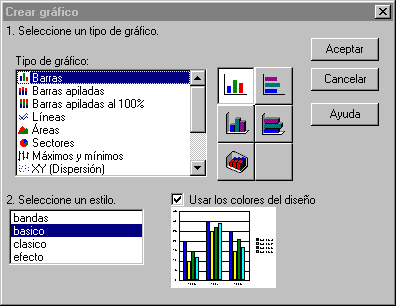 Crear gráfico
1. Seleccione un tipo de gráfico.
Tipo de gráfico:
Barras
Barras apiladas
Barras apiladas al 100%
Líneas
Áreas
Sectores
Máximos y mínimos
XY (Dispersión)
Aceptar
Cancelar
Ayuda
2. Seleccione un estilo.
bandas
basico
clasico
efecto
Usar los colores del diseño